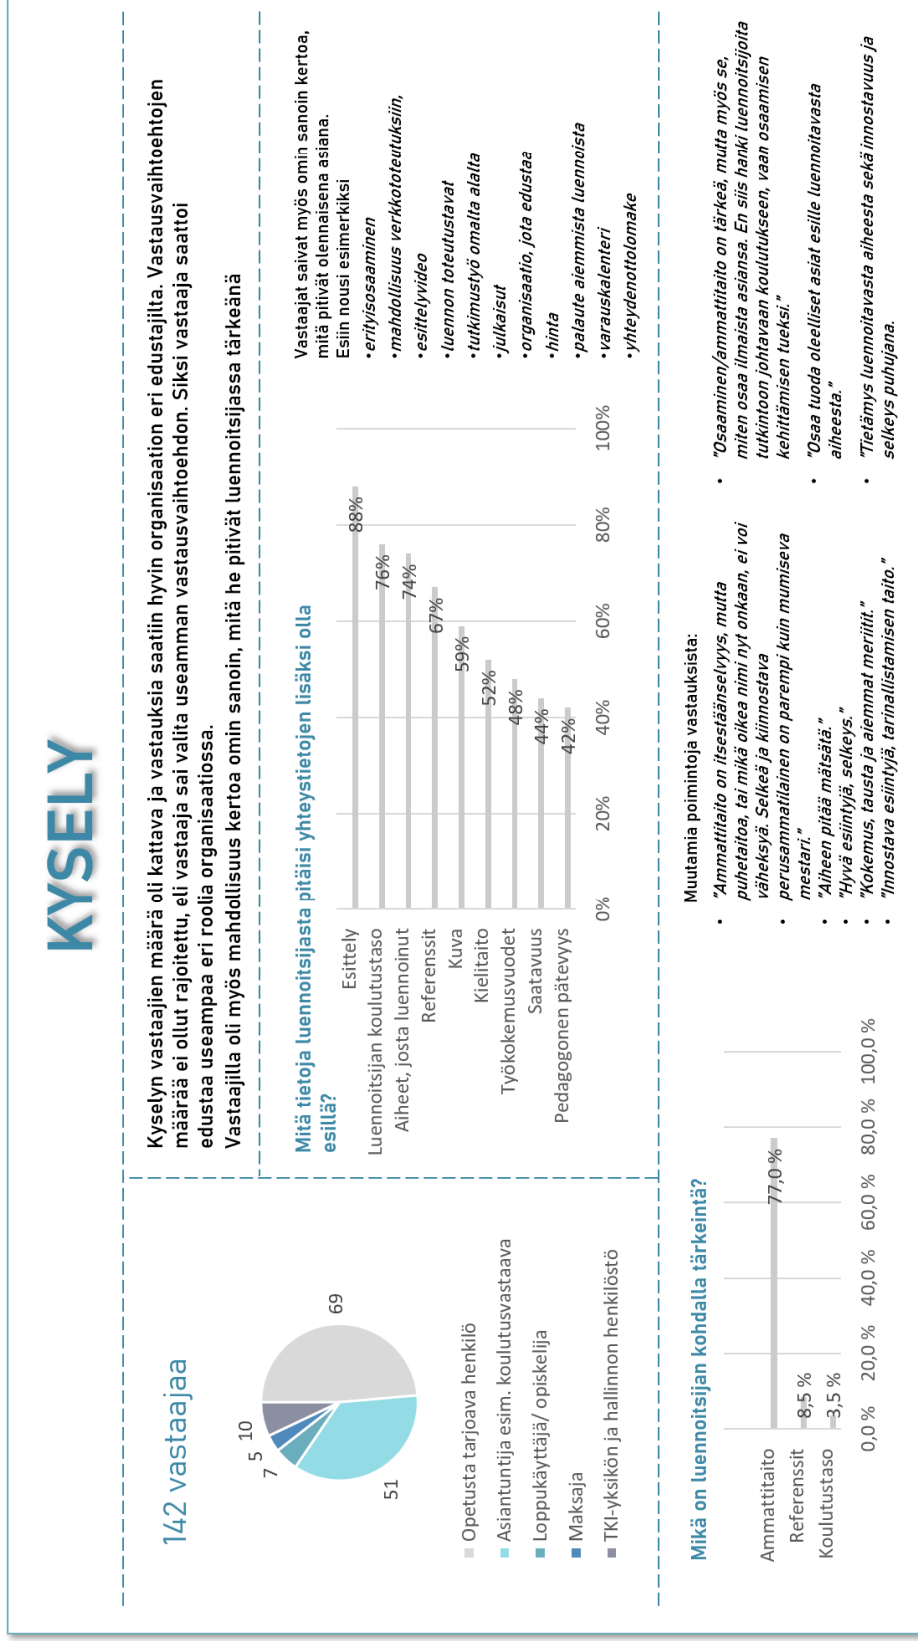 KYSELY
Kyselyn vastaajien määrä oli kattava ja vastauksia saatiin hyvin organisaation eri edustajilta. Vastausvaihtoehtojen
määrää ei ollut rajoitettu, eli vastaaja sai valita useamman vastausvaihtoehdon. Siksi vastaaja saattoi
edustaa useampaa eri roolia organisaatiossa.
Vastaajilla oli myös mahdollisuus kertoa omin sanoin, mitä he pitivät luennoitsijassa tärkeänä
142 vastaajaa
69
51
7
5
10
Opetusta tarjoava henkilö
Asiantuntija esim. koulutusvastaava
Loppukäyttäjä/ opiskelija
Maksaja
TKI-yksikön ja hallinnon henkilöstö
Mitä tietoja luennoitsijasta pitäisi yhteystietojen lisäksi olla
esillä?
Esittely 88%
Luennoitsijan koulutustaso 76%
Aiheet, josta luennoinut 74%
Referenssit 67%
Kuva 59%
Kielitaito 52%
Työkokemusvuodet 48%
Saatavuus 44%
Pedagogonen pätevyys 42%
0% 20% 40% 60% 80% 100%
Vastaajat saivat myös omin sanoin kertoa,
mitä pitivät olennaisena asiana.
Esiin nousi esimerkiksi
•erityisosaaminen
•mahdollisuus verkkototeutuksiin,
•esittelyvideo
•luennon toteutustavat
•tutkimustyö omalta alalta
•julkaisut
•organisaatio, jota edustaa
•hinta
•palaute aiemmista luennoista
•varauskalenteri
•yhteydenottolomake
Mikä on luennoitsijan kohdalla tärkeintä?
Ammattitaito 77,0 %
Referenssit 8,5 %
Koulutustaso 3,5 %
0,0 % 20,0 % 40,0 % 60,0 % 80,0 % 100,0 %
Muutamia poimintoja vastauksista:
• "Ammattitaito on itsestäänselvyys, mutta
puhetaitoa, tai mikä oikea nimi nyt onkaan, ei voi
väheksyä. Selkeä ja kiinnostava
• perusammatilainen on parempi kuin mumiseva
mestari."
• "Aiheen pitää mätsätä."
• "Hyvä esiintyjä, selkeys."
• "Kokemus, tausta ja aiemmat meriitit."
• "Innostava esiintyjä, tarinallistamisen taito."
• "Osaaminen/ammattitaito on tärkeä, mutta myös se,
miten osaa ilmaista asiansa. En siis hanki luennoitsijoita
tutkintoon johtavaan koulutukseen, vaan osaamisen
kehittämisen tueksi."
• "Osaa tuoda oleelliset asiat esille luennoitavasta
aiheesta."
• "Tietämys luennoitavasta aiheesta sekä innostavuus ja
selkeys puhujana.